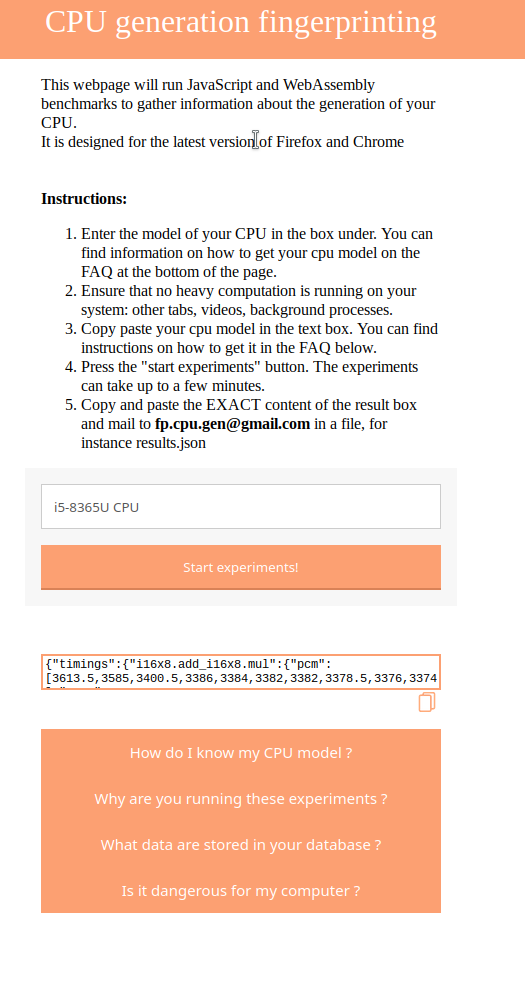 CPU generation fingerprinting
This webpage will run JavaScript and WebAssembly
benchmarks to gather information about the generation of your
CPU.
It is designed for the latest version of Firefox and Chrome
Instructions:
1. Enter the model of your CPU in the box under. You can
find information on how to get your cpu model on the
FAQ at the bottom of the page.
2. Ensure that no heavy computation is running on your
system: other tabs, videos, background processes.
3. Copy paste your cpu model in the text box. You can find
instructions on how to get it in the FAQ below.
4. Press the "start experiments" button. The experiments
can take up to a few minutes.
5. Copy and paste the EXACT content of the result box
and mail to fp.cpu.gen@gmail.com in a file, for
instance results.json
i5-8365U CPU
Start experiments!
{"timings":{"i16x8.add_i16x8.mul":{"pcm":
[3613.5,3585,3400.5,3386,3384,3382,3382,3378.5,3376,3374
How do I know my CPU model ?
Why are you running these experiments ?
What data are stored in your database ?
Is it dangerous for my computer ?